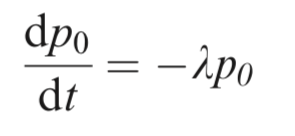 dp₀/dt = −λp₀